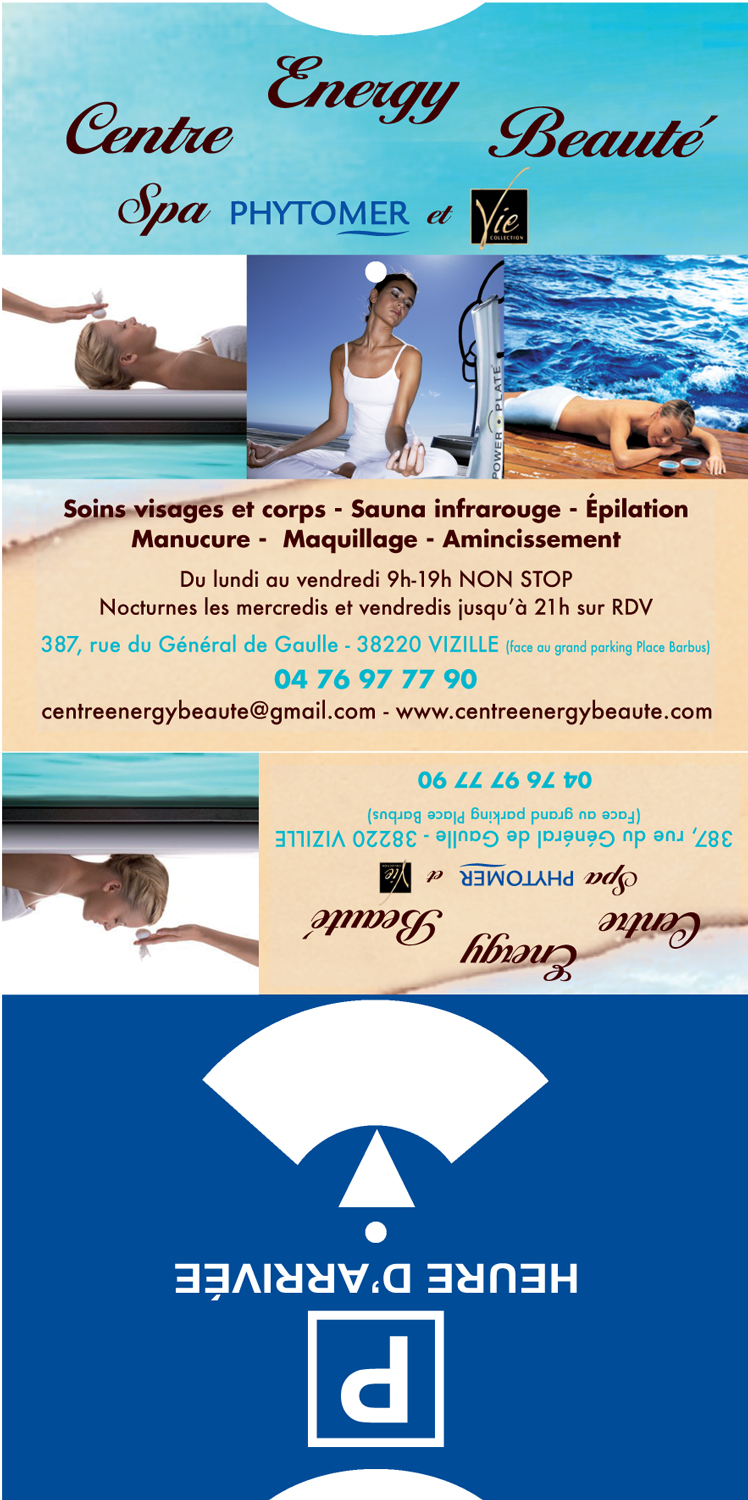 Centre Energy Beauté
Spa PHYTOMER et Vie COLLECTION
POWER PLATE
Soins visages et corps - Sauna infrarouge - Épilation
Manucure - Maquillage - Amincissement
Du lundi au vendredi 9h-19h NON STOP
Nocturnes les mercredis et vendredis jusqu'à 21h sur RDV
387, rue du Général de Gaulle - 38220 VIZILLE (face au grand parking Place Barbus)
04 76 97 77 90
centreenergybeaute@gmail.com - www.centreenergybeaute.com
Centre Energy Beauté
Spa PHYTOMER et Vie COLLECTION
387, rue du Général de Gaulle - 38220 VIZILLE
(Face au grand parking Place Barbus)
04 76 97 77 90
P
HEURE D'ARRIVÉE